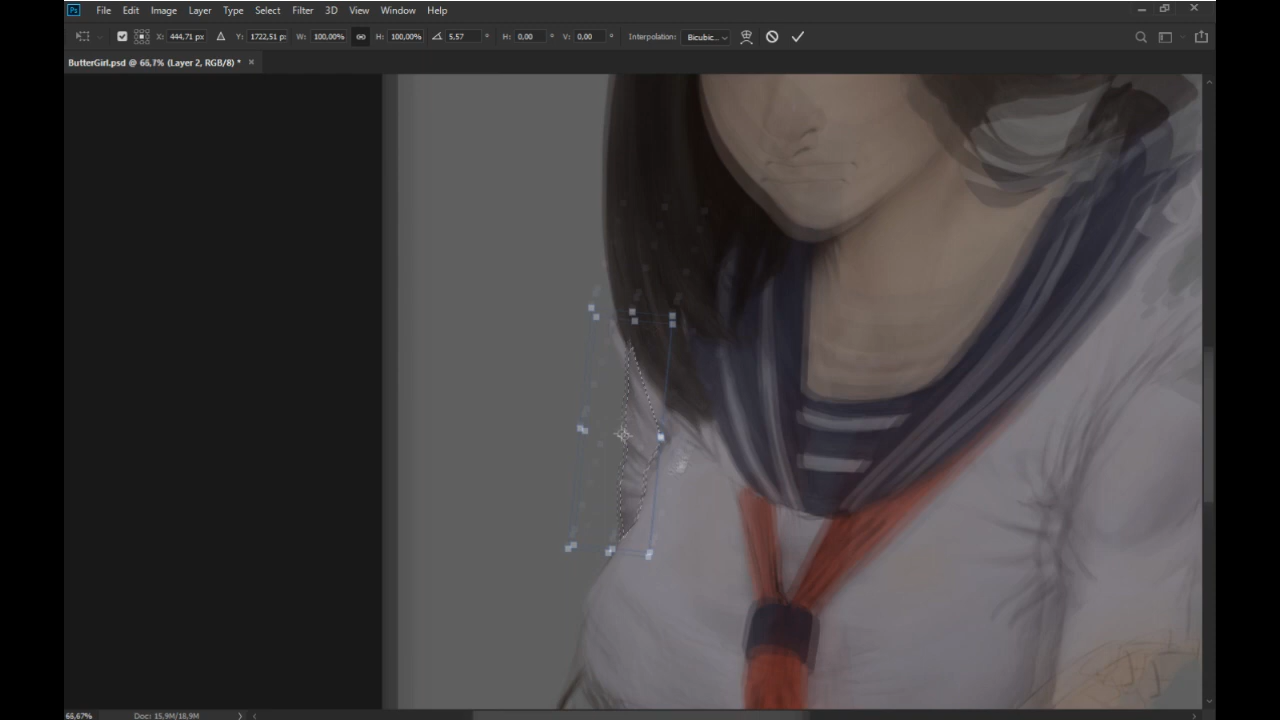 Ps File Edit Image Layer Type Select Filter 3D View Window Help
X: 444,71 px Y: 1722,51 p: W: 100,00% H: 100,00% 5,57 ° H: 0,00 ° V: 0,00 ° Interpolation: Bicubic...
ButterGirl.psd @ 66,7% (Layer 2, RGB/8) * ×
66,67% Doc: 15,9M/18,9M